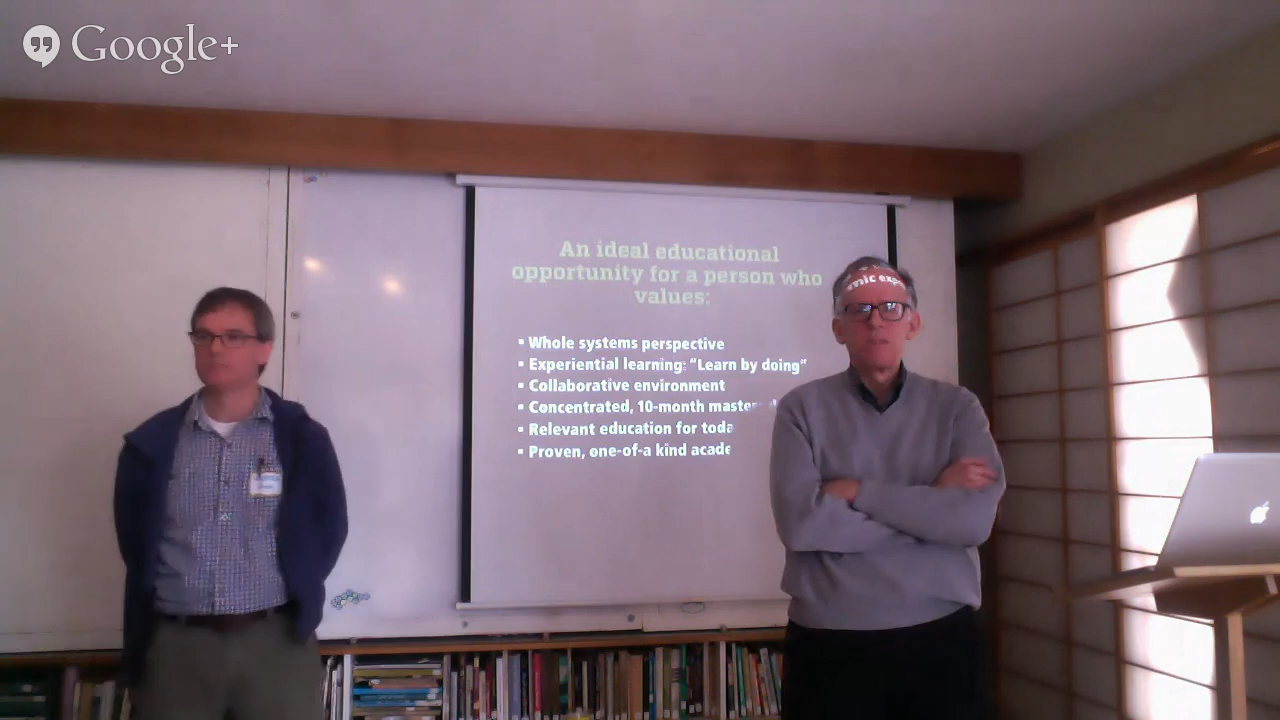 Google+
An ideal educational
opportunity for a person who
values:
▪ Whole systems perspective
▪ Experiential learning: “Learn by doing”
▪ Collaborative environment
▪ Concentrated, 10-month master
▪ Relevant education for toda
▪ Proven, one-of-a kind acade